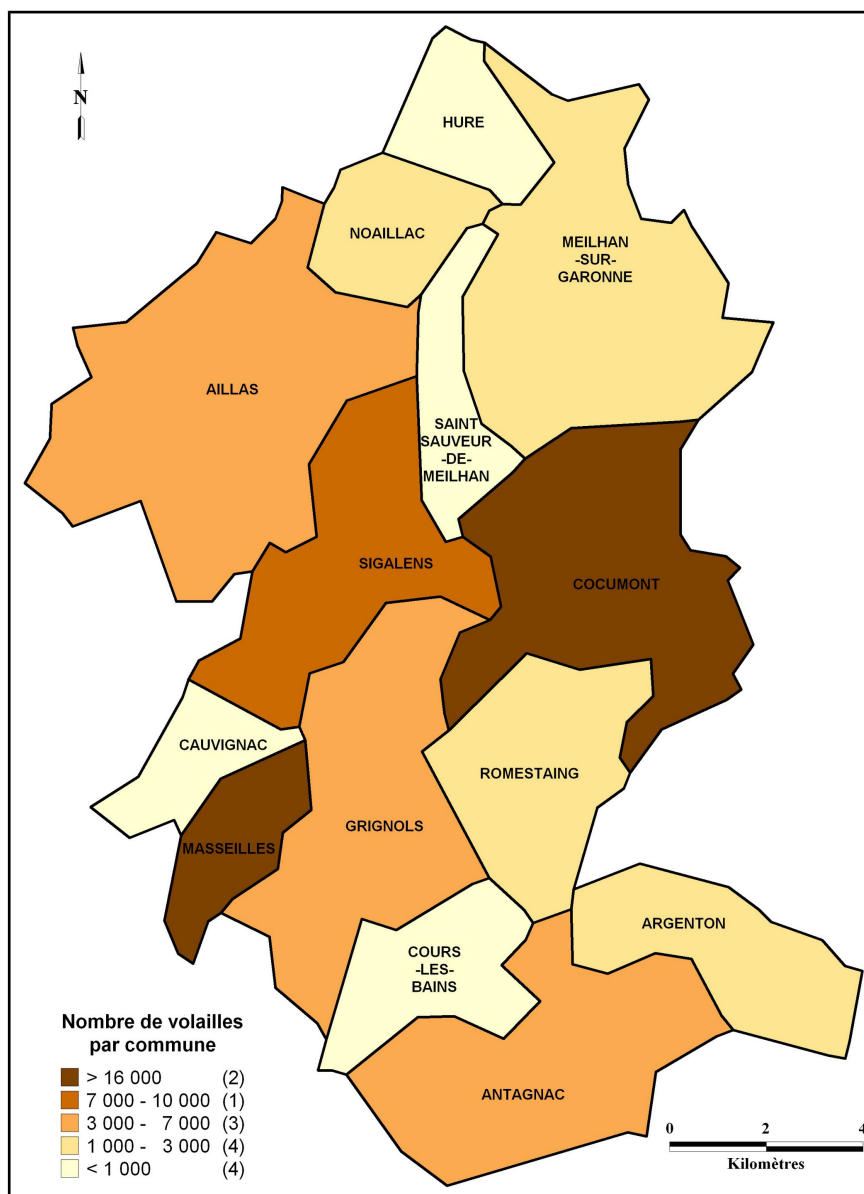 N
HURE
NOAILLAC
MEILHAN
-SUR-
GARONNE
AILLAS
SAINT
SAUVEUR
-DE-
MEILHAN
SIGALENS
COCUMONT
CAUVIGNAC
ROMESTAING
GRIGNOLS
MASSEILLES
ARGENTON
COURS
-LES-
BAINS
ANTAGNAC
Nombre de volailles
par commune
> 16 000 (2)
7 000 - 10 000 (1)
3 000 - 7 000 (3)
1 000 - 3 000 (4)
< 1 000 (4)
0 2 4
Kilomètres